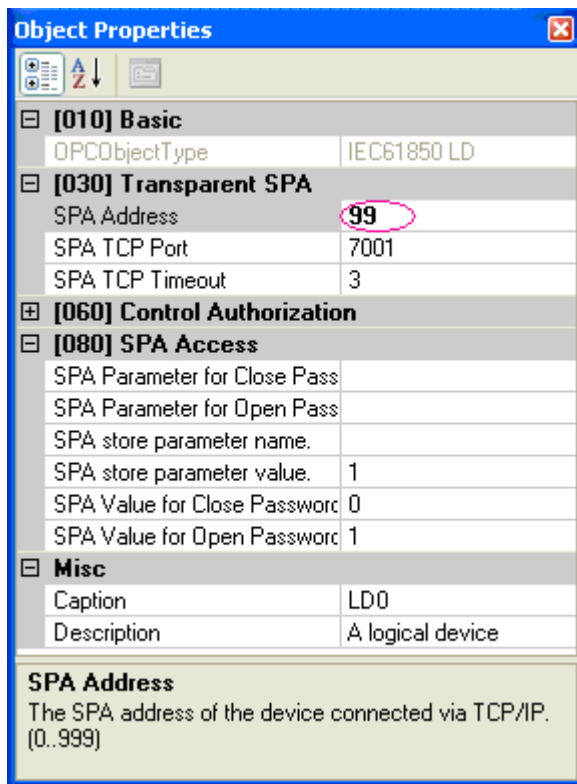 Object Properties
[010] Basic
OPCObjectType IEC61850 LD
[030] Transparent SPA
SPA Address 99
SPA TCP Port 7001
SPA TCP Timeout 3
[060] Control Authorization
[080] SPA Access
SPA Parameter for Close Pass
SPA Parameter for Open Pass
SPA store parameter name.
SPA store parameter value. 1
SPA Value for Close Password 0
SPA Value for Open Password 1
Misc
Caption LD0
Description A logical device
SPA Address
The SPA address of the device connected via TCP/IP.
(0..999)